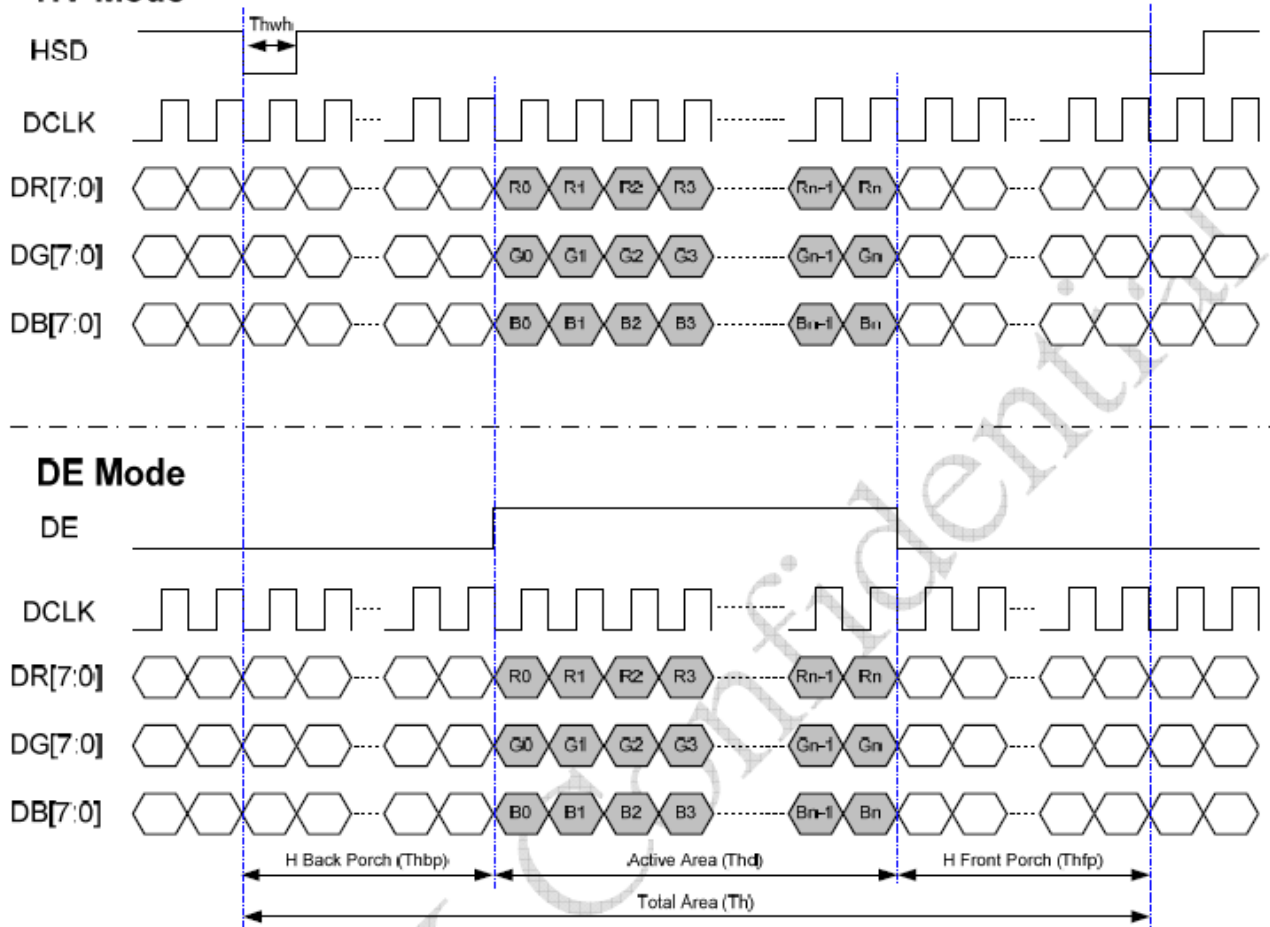 HV Mode
Thwh
HSD
DCLK
DR[7:0]
R0 R1 R2 R3 Rn-1 Rn
DG[7:0]
G0 G1 G2 G3 Gn-1 Gn
DB[7:0]
B0 B1 B2 B3 Bn-1 Bn
DE Mode
DE
DCLK
DR[7:0]
R0 R1 R2 R3 Rn-1 Rn
DG[7:0]
G0 G1 G2 G3 Gn-1 Gn
DB[7:0]
B0 B1 B2 B3 Bn-1 Bn
H Back Porch (Thbp) Active Area (Thd) H Front Porch (Thfp)
Total Area (Th)
Confidential